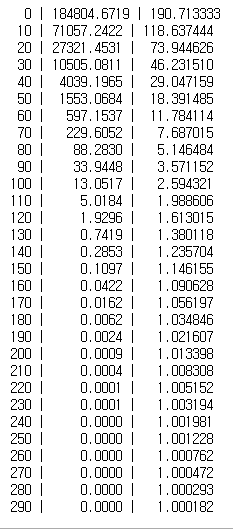 0 | 184804.6719 | 190.713333
10 | 71057.2422 | 118.637444
20 | 27321.4531 | 73.944626
30 | 10505.0811 | 46.231510
40 | 4039.1965 | 29.047159
50 | 1553.0684 | 18.391485
60 | 597.1537 | 11.784114
70 | 229.6052 | 7.687015
80 | 88.2830 | 5.146484
90 | 33.9448 | 3.571152
100 | 13.0517 | 2.594321
110 | 5.0184 | 1.988606
120 | 1.9296 | 1.613015
130 | 0.7419 | 1.380118
140 | 0.2853 | 1.235704
150 | 0.1097 | 1.146155
160 | 0.0422 | 1.090628
170 | 0.0162 | 1.056197
180 | 0.0062 | 1.034846
190 | 0.0024 | 1.021607
200 | 0.0009 | 1.013398
210 | 0.0004 | 1.008308
220 | 0.0001 | 1.005152
230 | 0.0001 | 1.003194
240 | 0.0000 | 1.001981
250 | 0.0000 | 1.001228
260 | 0.0000 | 1.000762
270 | 0.0000 | 1.000472
280 | 0.0000 | 1.000293
290 | 0.0000 | 1.000182